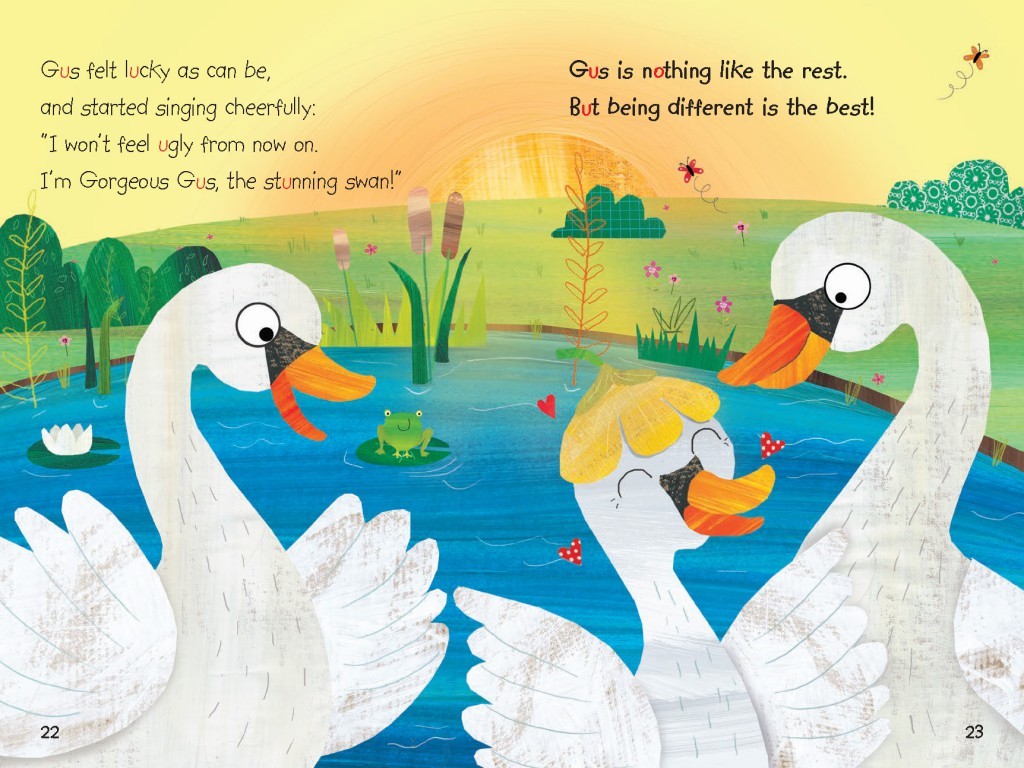 Gus felt lucky as can be,
and started singing cheerfully:
"I won't feel ugly from now on.
I'm Gorgeous Gus, the stunning swan!"
Gus is nothing like the rest.
But being different is the best!
22
23